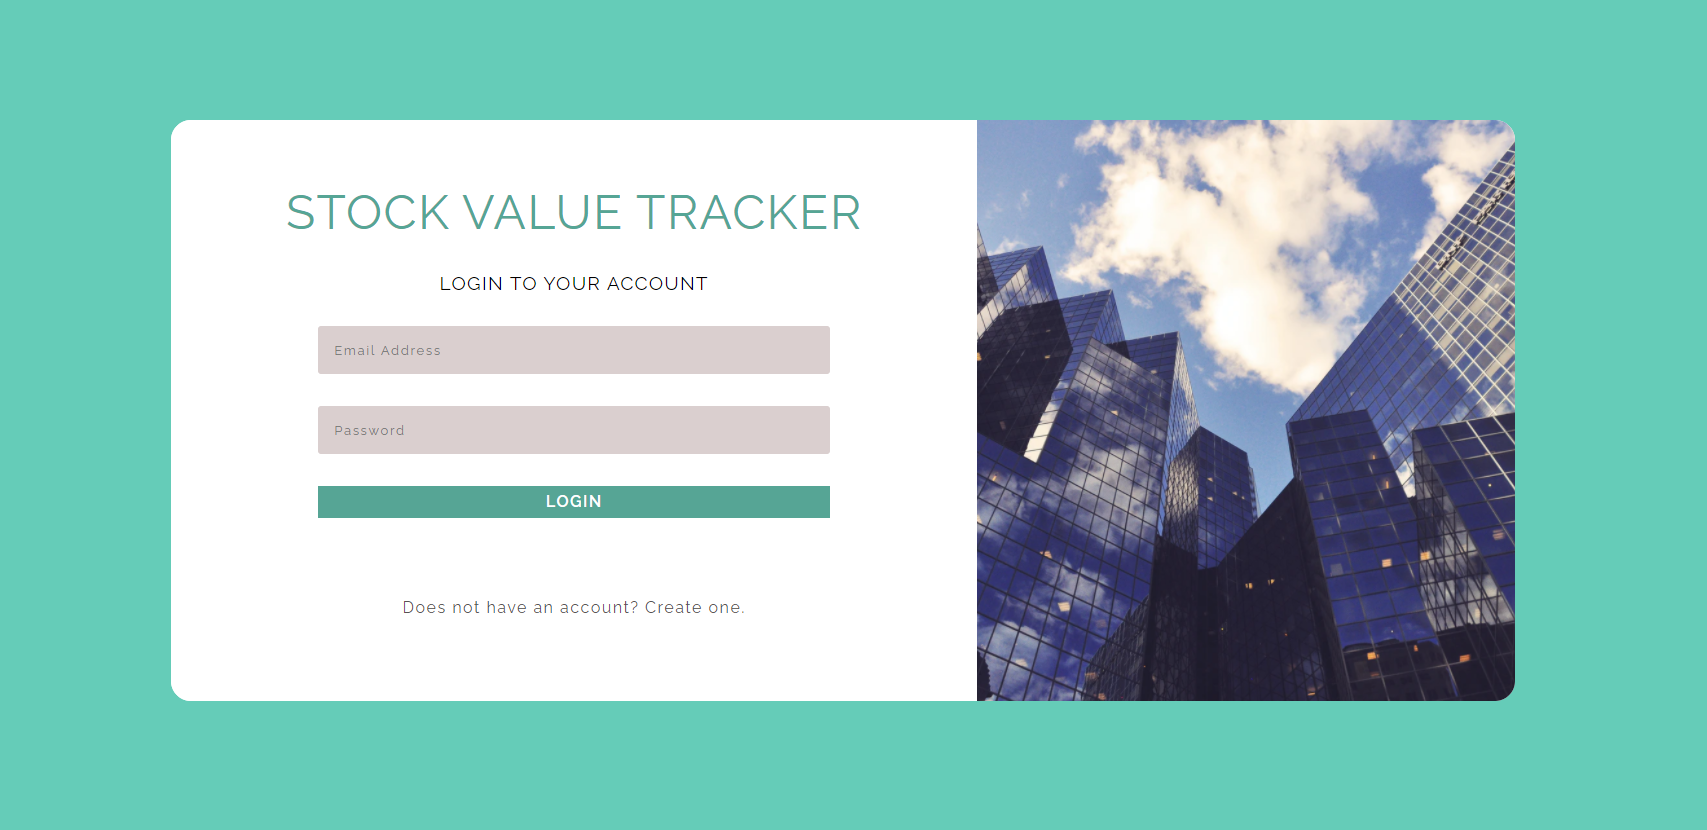 STOCK VALUE TRACKER
LOGIN TO YOUR ACCOUNT
Email Address
Password
LOGIN
Does not have an account? Create one.